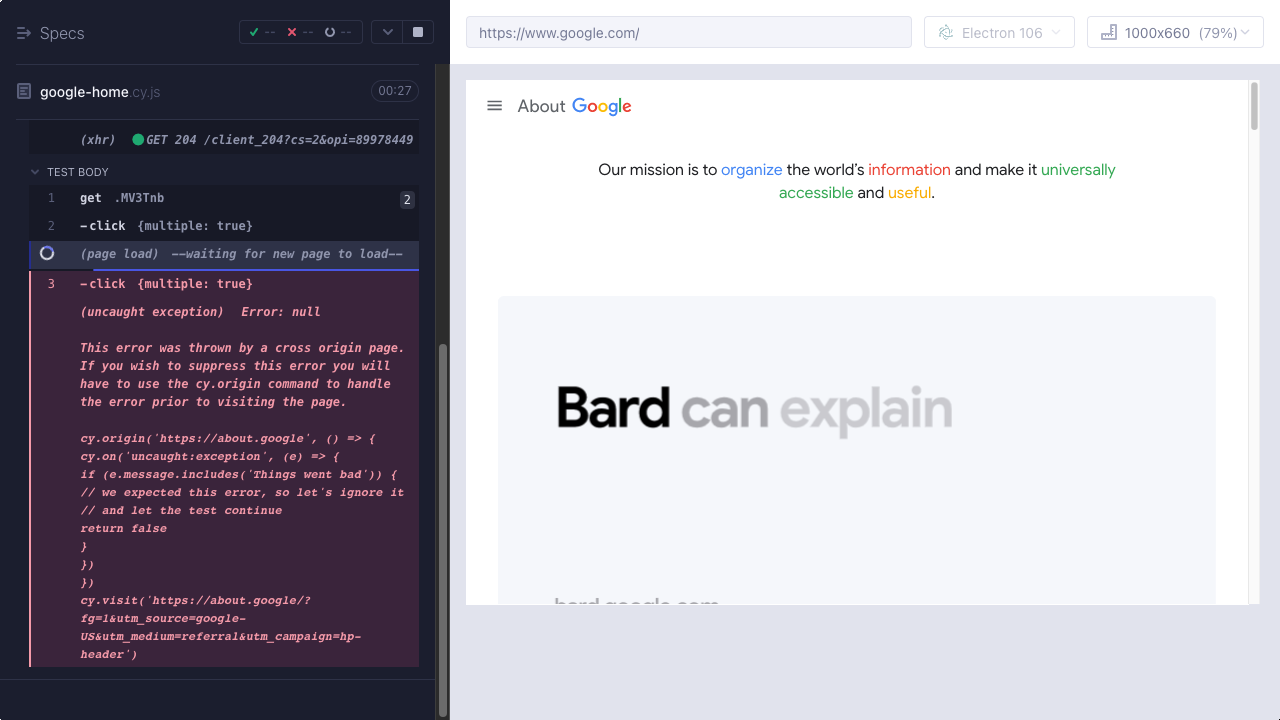 Specs
-- -- --
google-home.cy.js
00:27
(xhr) GET 204 /client_204?cs=2&opi=89978449
TEST BODY
1 get .MV3Tnb 2
2 -click {multiple: true}
(page load) --waiting for new page to load--
3 -click {multiple: true}
(uncaught exception) Error: null
This error was thrown by a cross origin page.
If you wish to suppress this error you will
have to use the cy.origin command to handle
the error prior to visiting the page.
cy.origin('https://about.google', () => {
cy.on('uncaught:exception', (e) => {
if (e.message.includes('Things went bad')) {
// we expected this error, so let's ignore it
// and let the test continue
return false
}
})
})
cy.visit('https://about.google/?
fg=1&utm_source=google-
US&utm_medium=referral&utm_campaign=hp-
header')
https://www.google.com/
Electron 106
1000x660 (79%)
About Google
Our mission is to organize the world’s information and make it universally
accessible and useful.
Bard can explain
bard.google.com